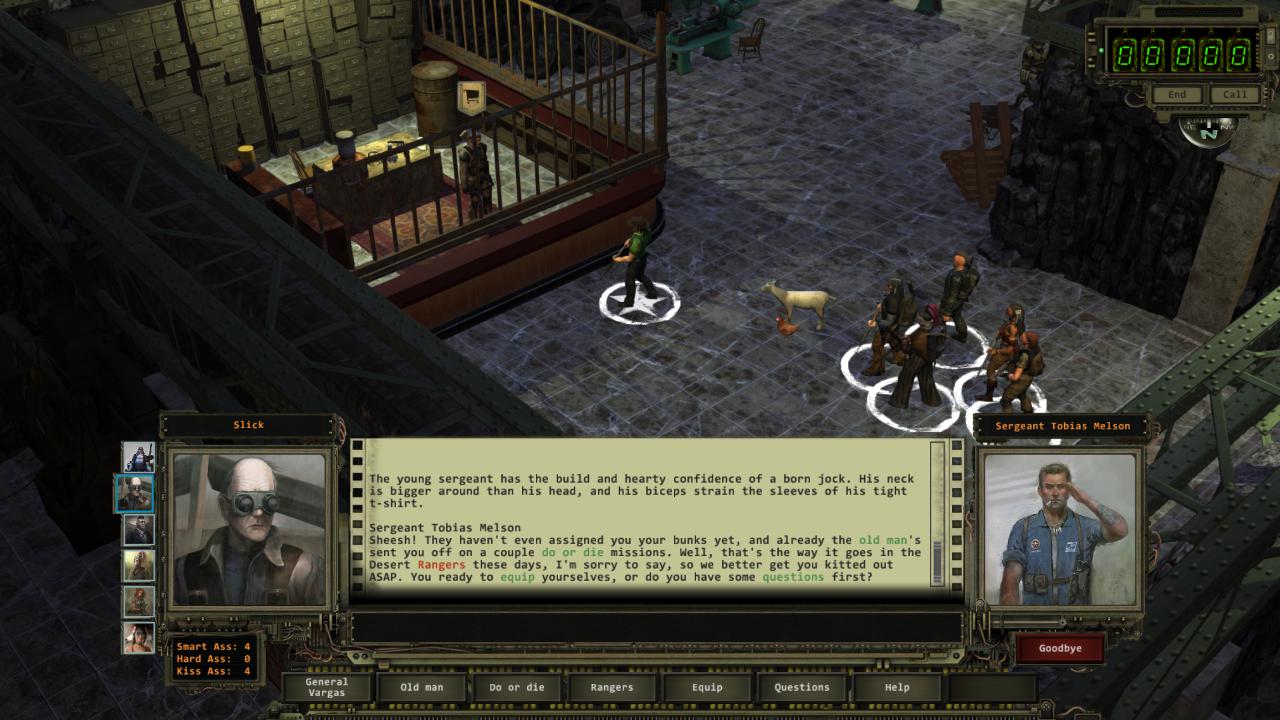 00000
End Call
N
Slick
Sergeant Tobias Melson
The young sergeant has the build and hearty confidence of a born jock. His neck
is bigger around than his head, and his biceps strain the sleeves of his tight
t-shirt.
Sergeant Tobias Melson
Sheesh! They haven't even assigned you your bunks yet, and already the old man's
sent you off on a couple do or die missions. Well, that's the way it goes in the
Desert Rangers these days, I'm sorry to say, so we better get you kitted out
ASAP. You ready to equip yourselves, or do you have some questions first?
Smart Ass: 4
Hard Ass: 0
Kiss Ass: 4
Goodbye
General
Vargas
Old man
Do or die
Rangers
Equip
Questions
Help